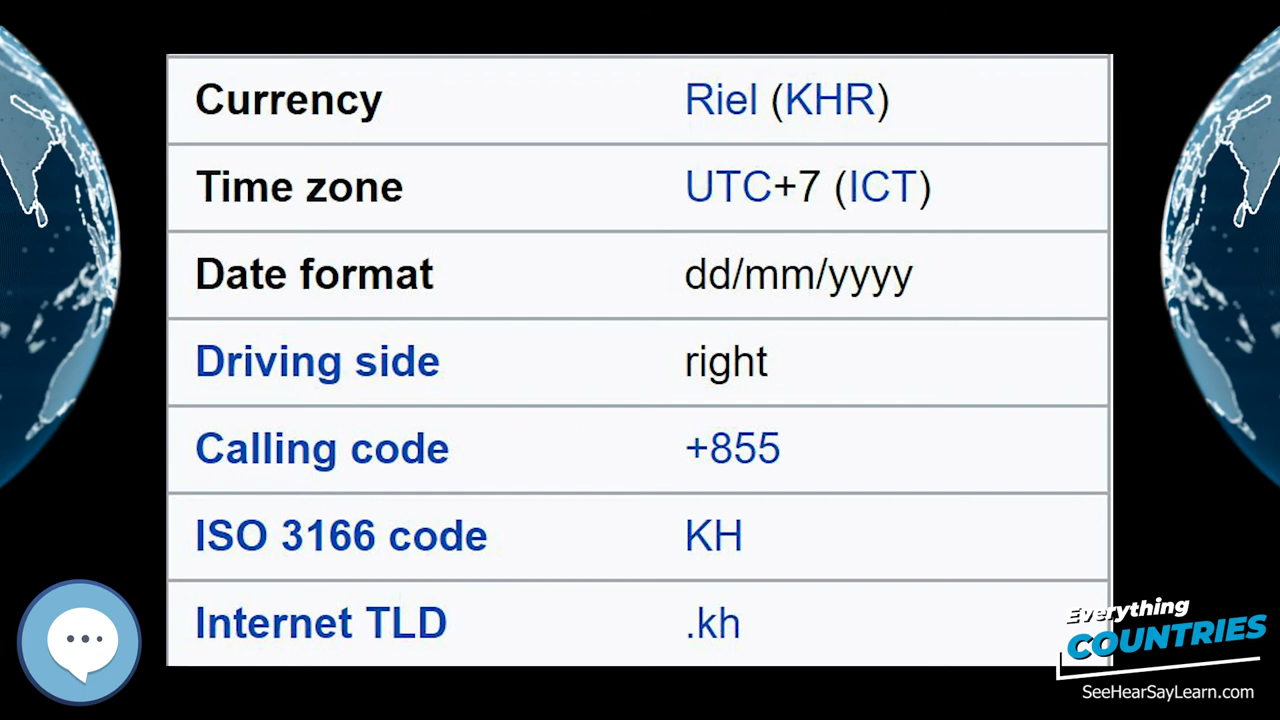 Currency Riel (KHR)
Time zone UTC+7 (ICT)
Date format dd/mm/yyyy
Driving side right
Calling code +855
ISO 3166 code KH
Internet TLD .kh
Everything
COUNTRIES
SeeHearSayLearn.com